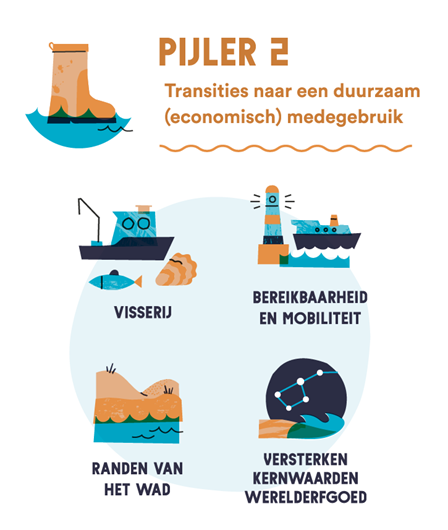 PIJLER 2
Transities naar een duurzaam
(economisch) medegebruik
VISSERIJ
BEREIKBAARHEID
EN MOBILITEIT
RANDEN VAN
HET WAD
VERSTERKEN
KERNWAARDEN
WERELDERFGOED